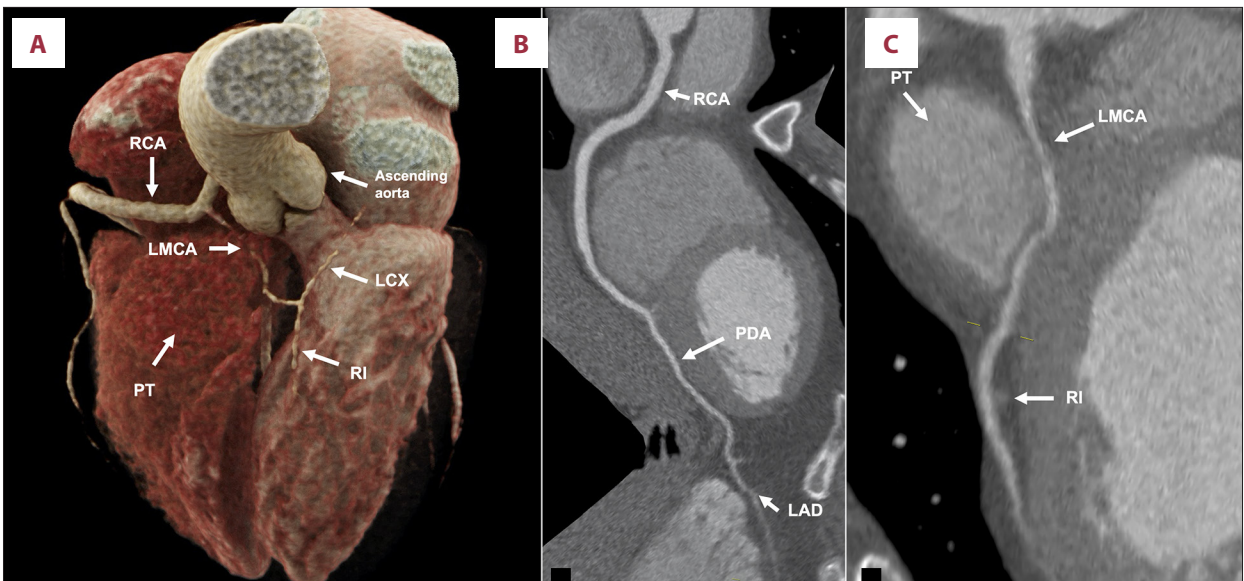 A
RCA
Ascending
aorta
LMCA
LCX
PT
RI
B
RCA
PDA
LAD
C
PT
LMCA
RI